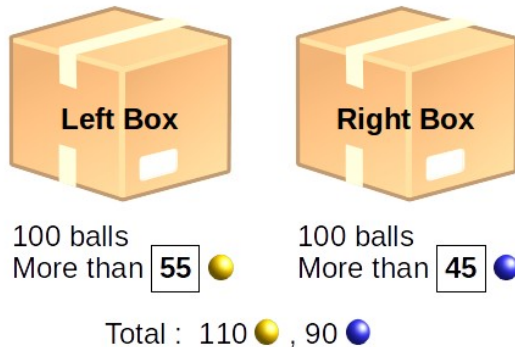 Left Box
Right Box
100 balls
More than 55
100 balls
More than 45
Total : 110 , 90